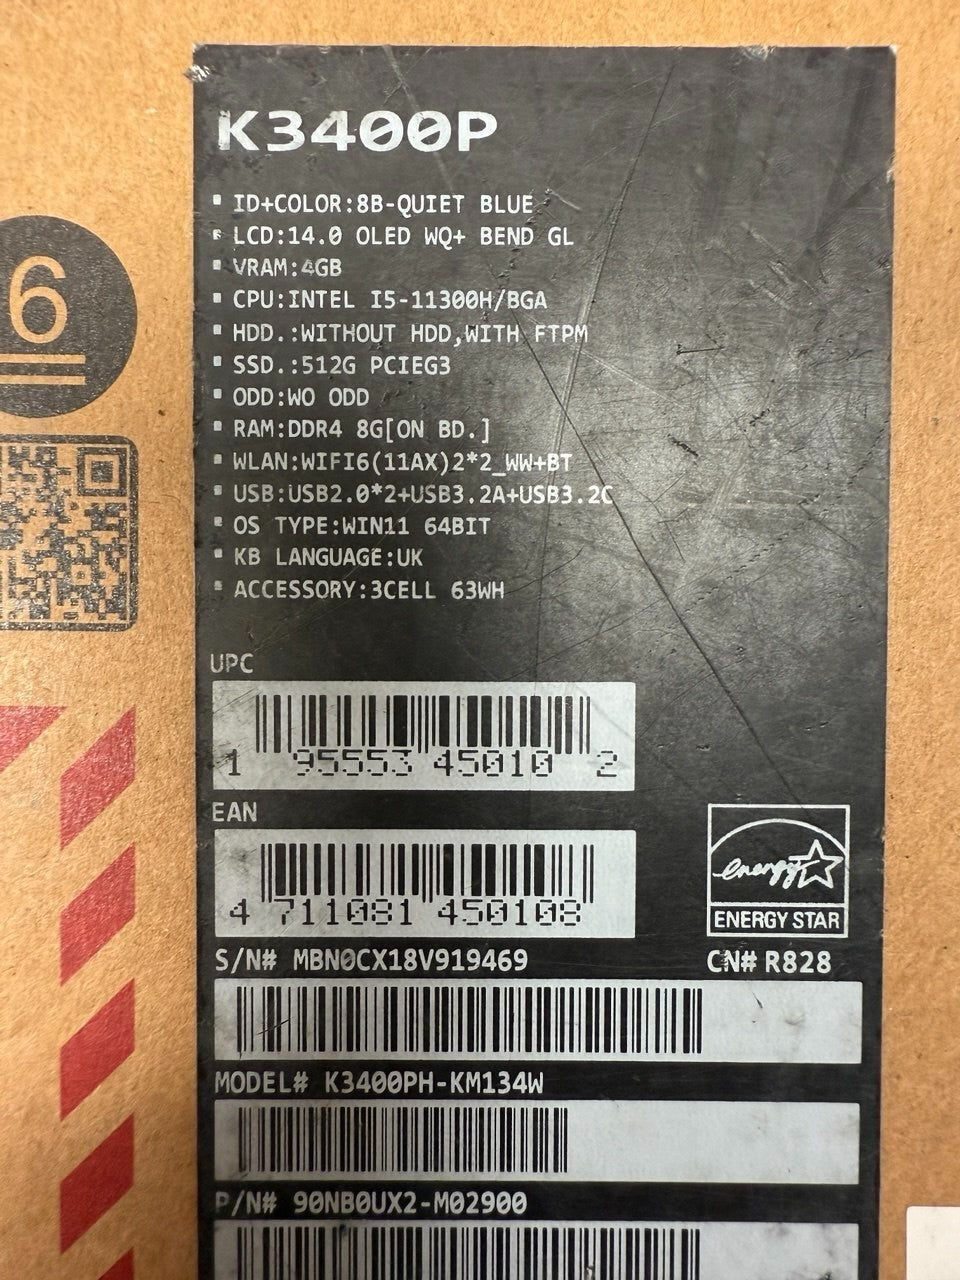 K3400P
ID+COLOR:8B-QUIET BLUE
LCD:14.0 OLED WQ+ BEND GL
VRAM:4GB
6
CPU:INTEL I5-11300H/BGA
HDD.:WITHOUT HDD,WITH FTPM
SSD.:512G PCIEG3
ODD:WO ODD
RAM:DDR4 8G[ON BD.]
WLAN:WIFI6(11AX)2*2_WW+BT
USB:USB2.0*2+USB3.2A+USB3.2C
OS TYPE:WIN11 64BIT
KB LANGUAGE:UK
ACCESSORY:3CELL 63WH
UPC
1 95553 45010 2
EAN
4 711081 450108
energy
ENERGY STAR
S/N# MBN0CX18V919469 CN# R828
MODEL# K3400PH-KM134W
P/N# 90NB0UX2-M02900